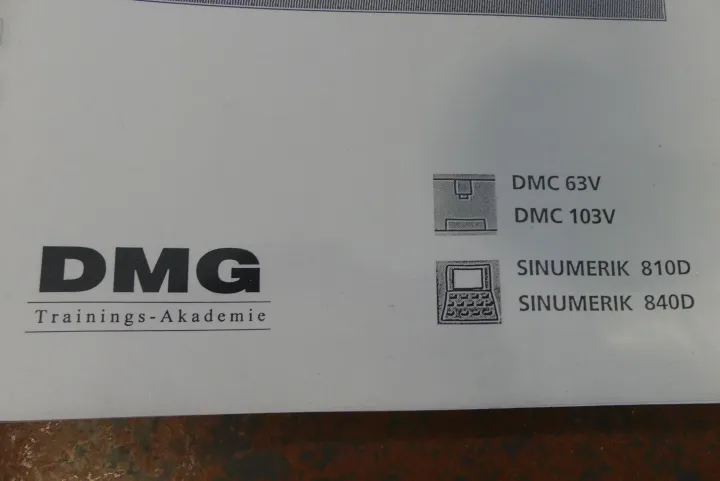 DMC 63V
DMC 103V
SINUMERIK 810D
SINUMERIK 840D
DMG
Trainings-Akademie